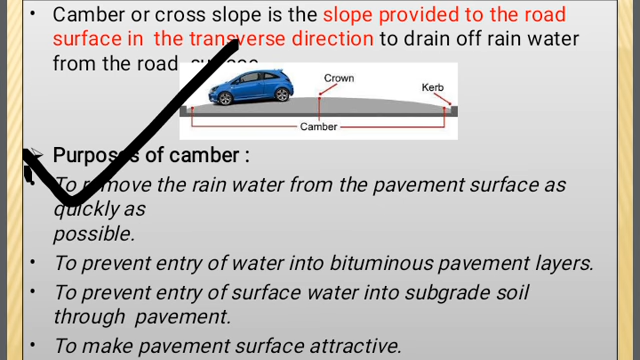 • Camber or cross slope is the slope provided to the road
surface in the transverse direction to drain off rain water
from the road surface
Crown
Kerb
Camber
Purposes of camber :
To remove the rain water from the pavement surface as
quickly as
possible.
• To prevent entry of water into bituminous pavement layers.
• To prevent entry of surface water into subgrade soil
through pavement.
• To make pavement surface attractive.